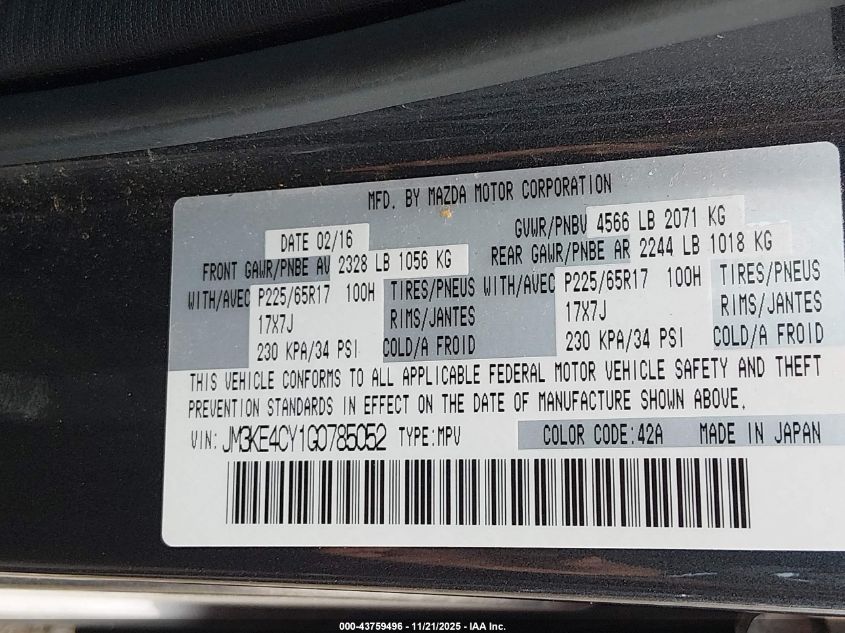 MFD. BY MAZDA MOTOR CORPORATION
DATE 02/16 GVWR/PNBV 4566 LB 2071 KG
FRONT GAWR/PNBE AV 2328 LB 1056 KG REAR GAWR/PNBE AR 2244 LB 1018 KG
WITH/AVEC P225/65R17 100H TIRES/PNEUS WITH/AVEC P225/65R17 100H TIRES/PNEUS
17X7J RIMS/JANTES 17X7J RIMS/JANTES
230 KPA/34 PSI COLD/A FROID 230 KPA/34 PSI COLD/A FROID
THIS VEHICLE CONFORMS TO ALL APPLICABLE FEDERAL MOTOR VEHICLE SAFETY AND THEFT
PREVENTION STANDARDS IN EFFECT ON THE DATE OF MANUFACTURE SHOWN ABOVE.
VIN: JM3KE4CY1G0785052 TYPE:MPV COLOR CODE:42A MADE IN JAPAN
000-43759496 - 11/21/2025 - IAA Inc.